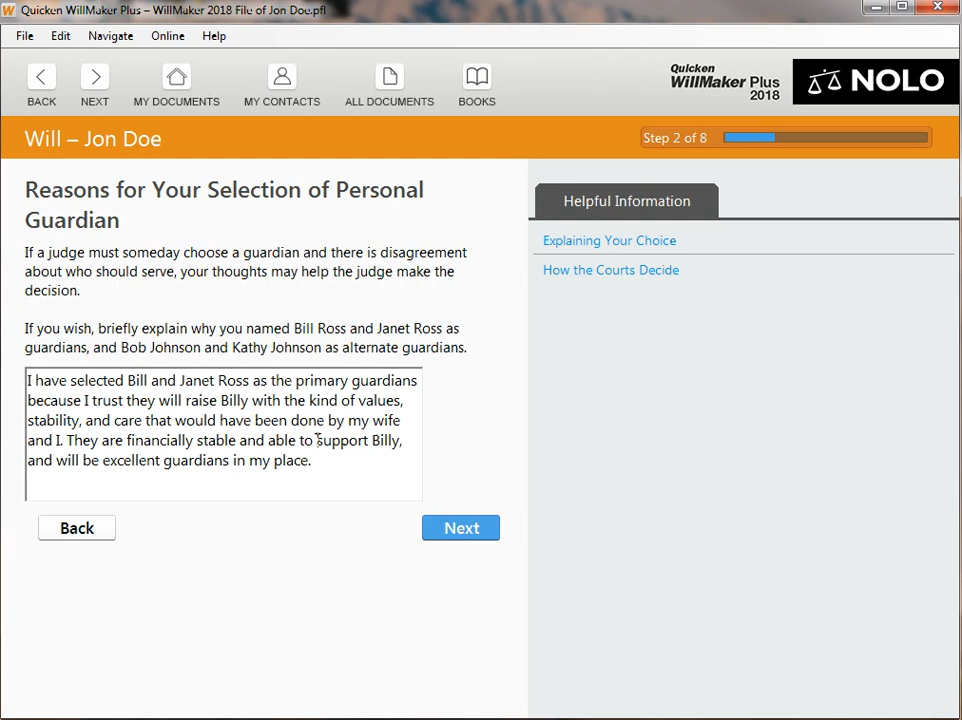 Quicken WillMaker Plus – WillMaker 2018 File of Jon Doe.pfl
File Edit Navigate Online Help
BACK NEXT MY DOCUMENTS MY CONTACTS ALL DOCUMENTS BOOKS
Quicken
WillMaker Plus
2018
NOLO
Will – Jon Doe
Step 2 of 8
Reasons for Your Selection of Personal
Guardian
If a judge must someday choose a guardian and there is disagreement
about who should serve, your thoughts may help the judge make the
decision.
If you wish, briefly explain why you named Bill Ross and Janet Ross as
guardians, and Bob Johnson and Kathy Johnson as alternate guardians.
I have selected Bill and Janet Ross as the primary guardians
because I trust they will raise Billy with the kind of values,
stability, and care that would have been done by my wife
and I. They are financially stable and able to support Billy,
and will be excellent guardians in my place.
Back
Next
Helpful Information
Explaining Your Choice
How the Courts Decide